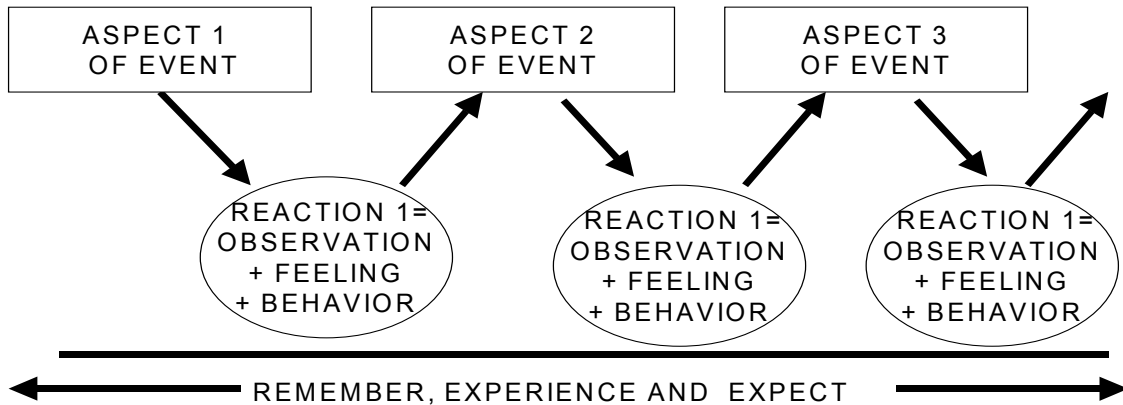 ASPECT 1
OF EVENT
ASPECT 2
OF EVENT
ASPECT 3
OF EVENT
REACTION 1=
OBSERVATION
+ FEELING
+ BEHAVIOR
REACTION 1=
OBSERVATION
+ FEELING
+ BEHAVIOR
REACTION 1=
OBSERVATION
+ FEELING
+ BEHAVIOR
REMEMBER, EXPERIENCE AND EXPECT